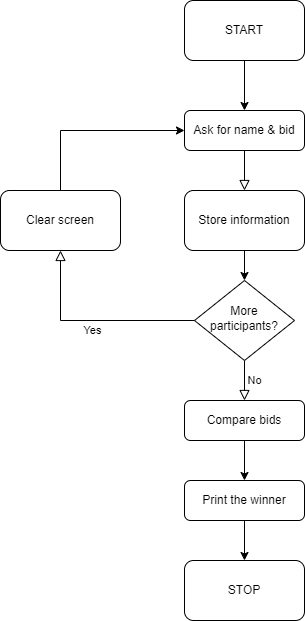 START
Ask for name & bid
Clear screen
Store information
More
participants?
Yes
No
Compare bids
Print the winner
STOP